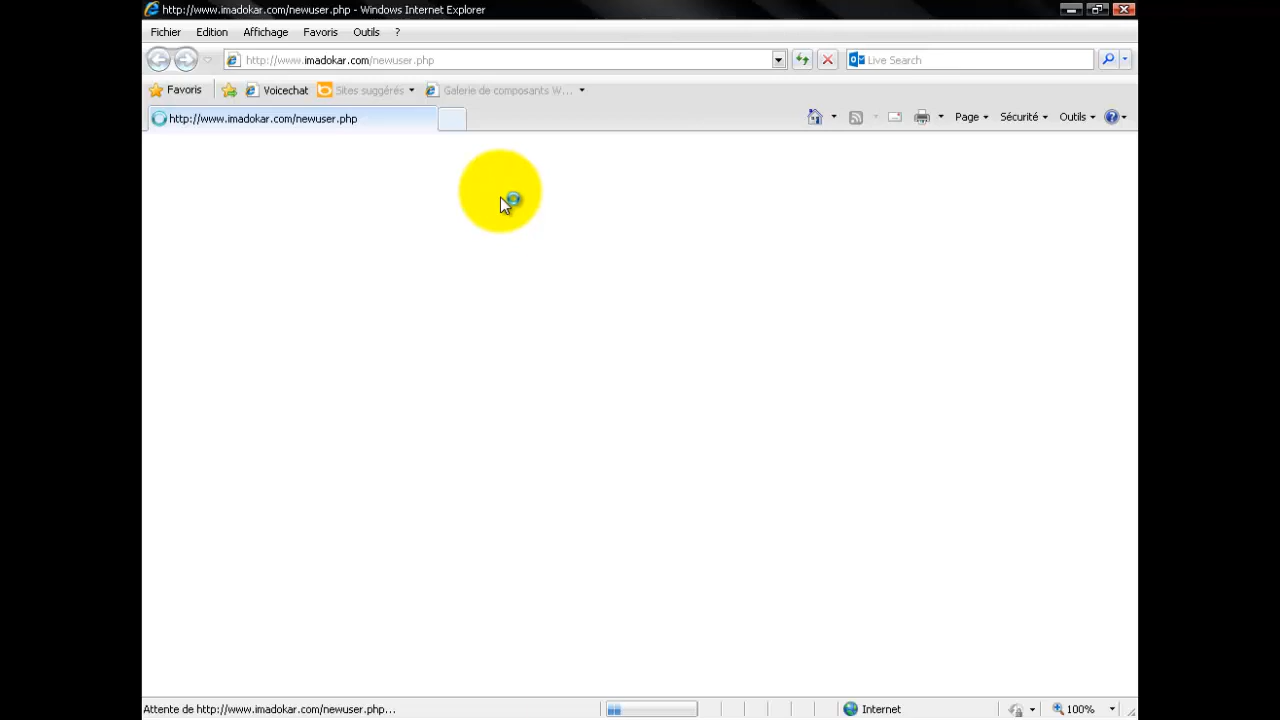 http://www.imadokar.com/newuser.php - Windows Internet Explorer
Fichier Edition Affichage Favoris Outils ?
http://www.imadokar.com/newuser.php Live Search
Favoris Voicechat Sites suggérés Galerie de composants W...
http://www.imadokar.com/newuser.php Page Sécurité Outils
Attente de http://www.imadokar.com/newuser.php... Internet 100%